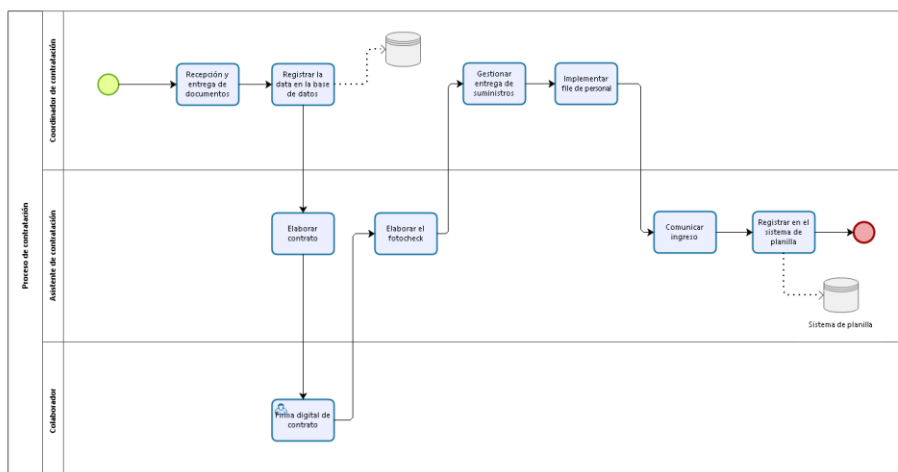 Proceso de contratación
Coordinador de contratación
Recepción y
entrega de
documentos
Registrar la
data en la base
de datos
Gestionar
entrega de
suministros
Implementar
file de personal
Asistente de contratación
Elaborar
contrato
Elaborar el
fotocheck
Comunicar
ingreso
Registrar en el
sistema de
planilla
Sistema de planilla
Colaborador
Firma digital de
contrato